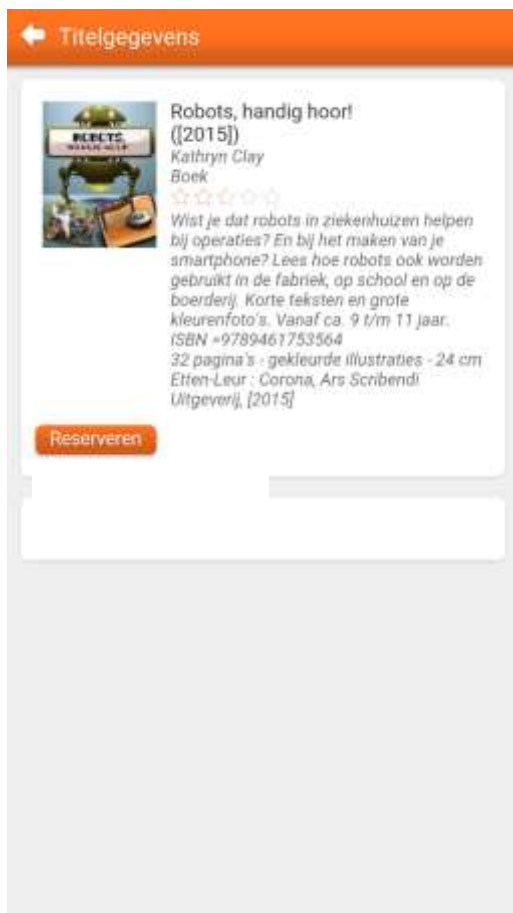 Titelgegevens
Robots, handig hoor!
([2015])
Kathryn Clay
Boek
Wist je dat robots in ziekenhuizen helpen
bij operaties? En bij het maken van je
smartphone? Lees hoe robots ook worden
gebruikt in de fabriek, op school en op de
boerderij. Korte teksten en grote
kleurenfoto's. Vanaf ca. 9 t/m 11 jaar.
ISBN =9789461753564
32 pagina's - gekleurde illustraties - 24 cm
Etten-Leur : Corona, Ars Scribendi
Uitgeverij, [2015]
ROBOTS,
HANDIG HOOR!
Reserveren